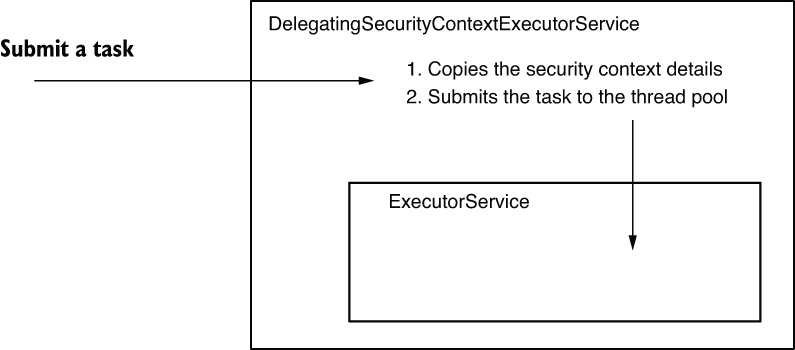 DelegatingSecurityContextExecutorService
Submit a task
1. Copies the security context details
2. Submits the task to the thread pool
ExecutorService